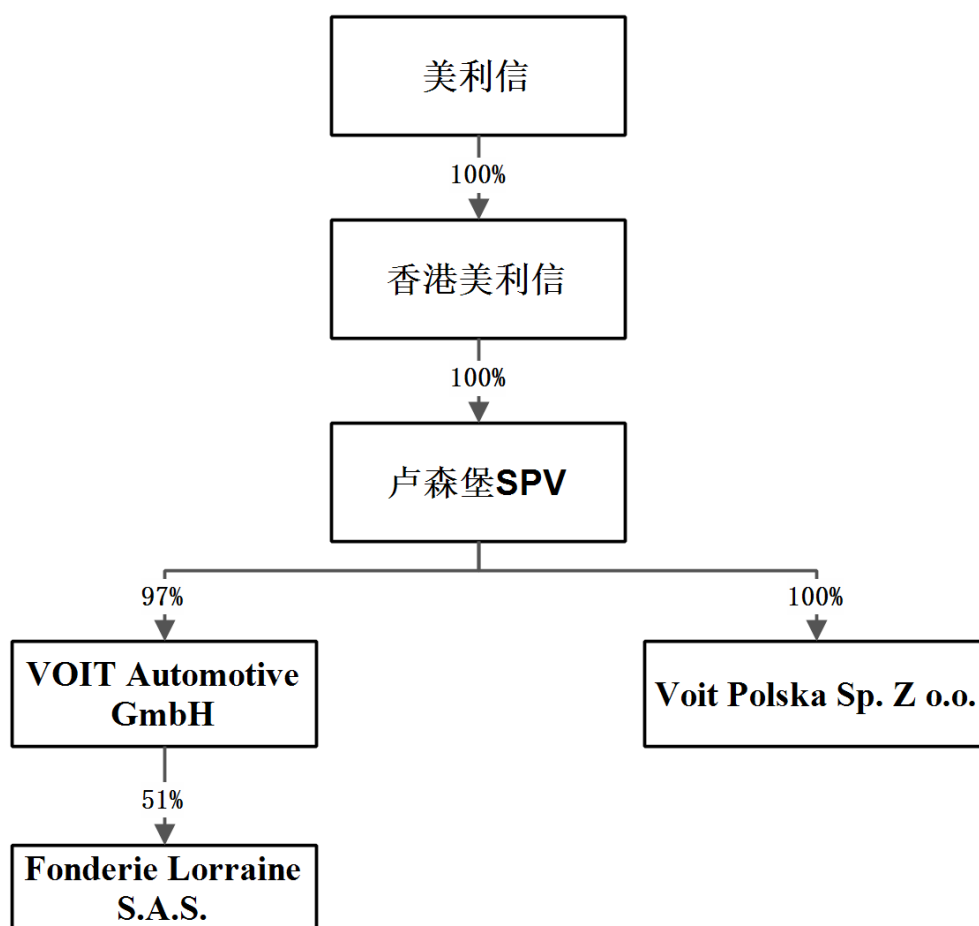 美利信
100%
香港美利信
100%
卢森堡SPV
97%
100%
VOIT Automotive
GmbH
Voit Polska Sp. Z o.o.
51%
Fonderie Lorraine
S.A.S.